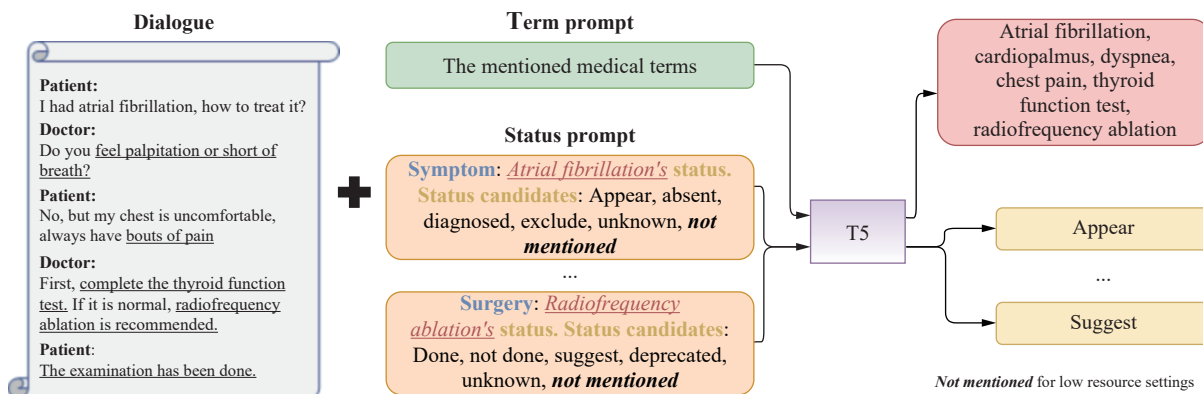 Dialogue
Patient:
I had atrial fibrillation, how to treat it?
Doctor:
Do you feel palpitation or short of
breath?
Patient:
No, but my chest is uncomfortable,
always have bouts of pain
Doctor:
First, complete the thyroid function
test. If it is normal, radiofrequency
ablation is recommended.
Patient:
The examination has been done.
Term prompt
The mentioned medical terms
Status prompt
Symptom: Atrial fibrillation's status.
Status candidates: Appear, absent,
diagnosed, exclude, unknown, not
mentioned
...
Surgery: Radiofrequency
ablation's status. Status candidates:
Done, not done, suggest, deprecated,
unknown, not mentioned
T5
Atrial fibrillation,
cardiopalmus, dyspnea,
chest pain, thyroid
function test,
radiofrequency ablation
Appear
...
Suggest
Not mentioned for low resource settings